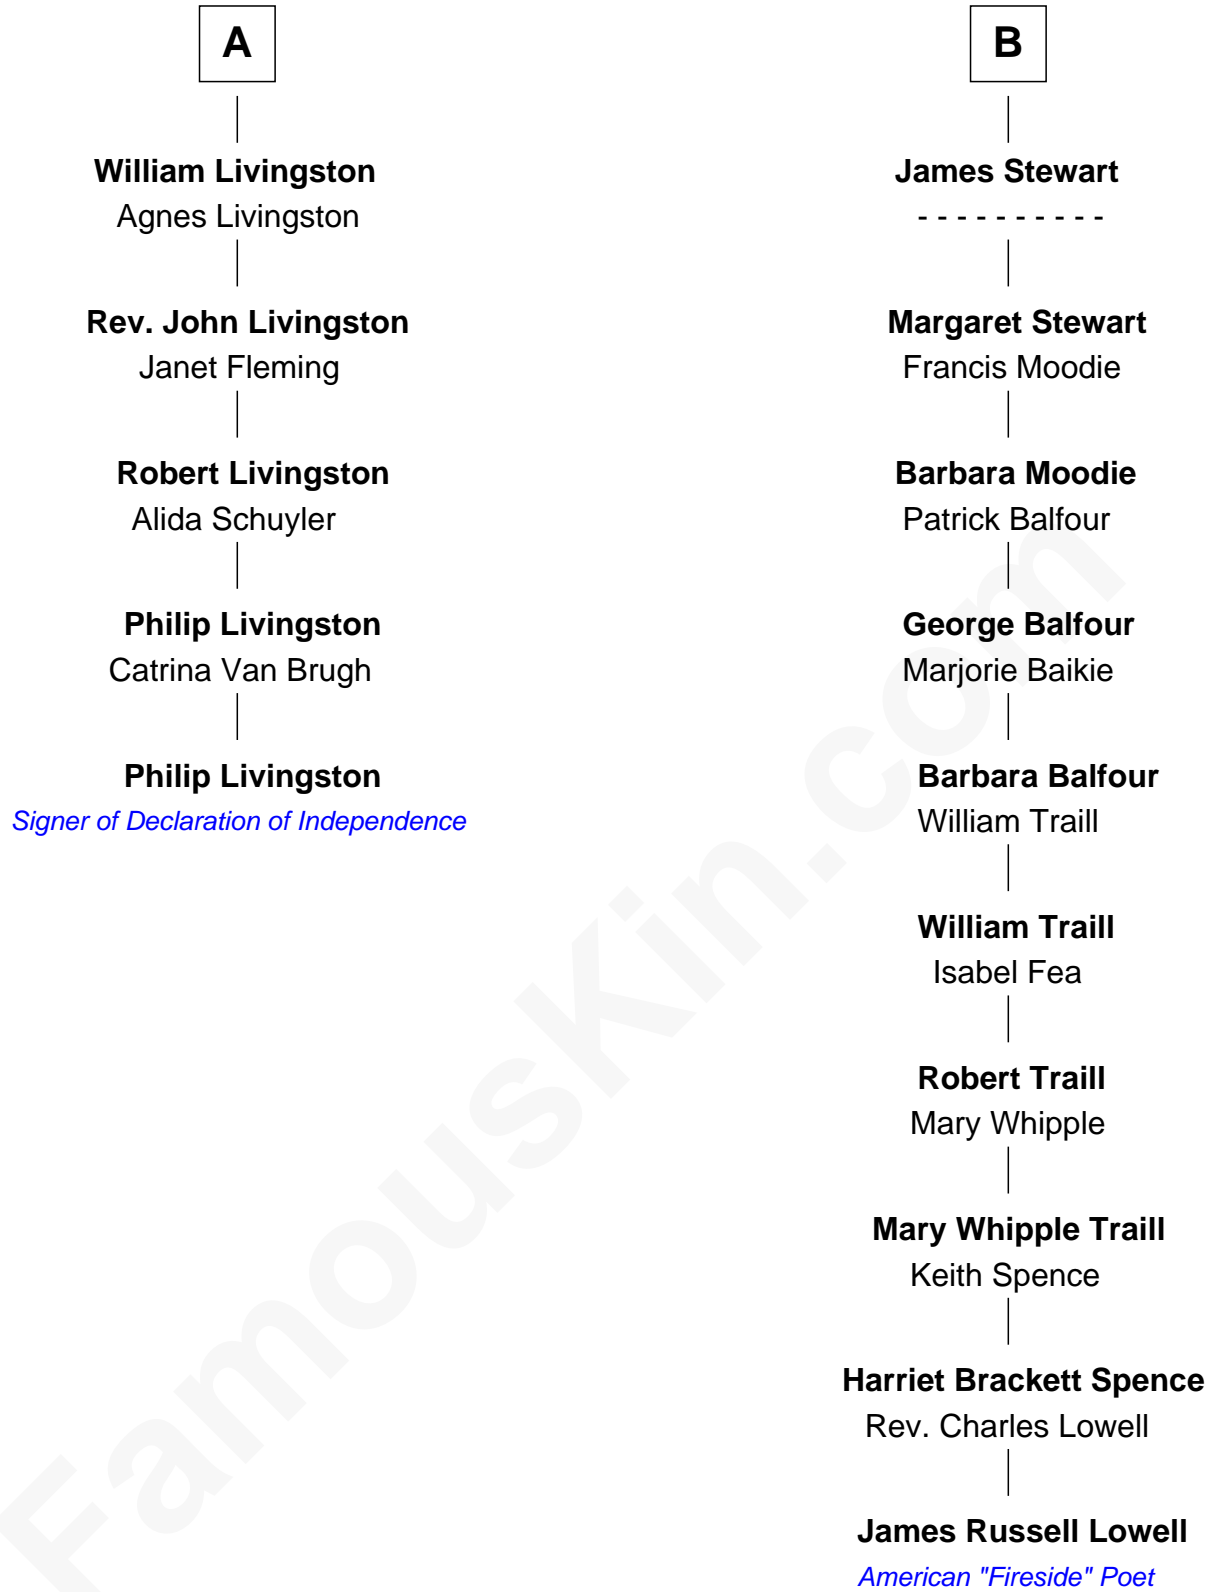 A
William Livingston
Agnes Livingston
Rev. John Livingston
Janet Fleming
Robert Livingston
Alida Schuyler
Philip Livingston
Catrina Van Brugh
Philip Livingston
Signer of Declaration of Independence
B
James Stewart
- - - - - - - - - -
Margaret Stewart
Francis Moodie
Barbara Moodie
Patrick Balfour
George Balfour
Marjorie Baikie
Barbara Balfour
William Traill
William Traill
Isabel Fea
Robert Traill
Mary Whipple
Mary Whipple Traill
Keith Spence
Harriet Brackett Spence
Rev. Charles Lowell
James Russell Lowell
American "Fireside" Poet
FamousKin.com